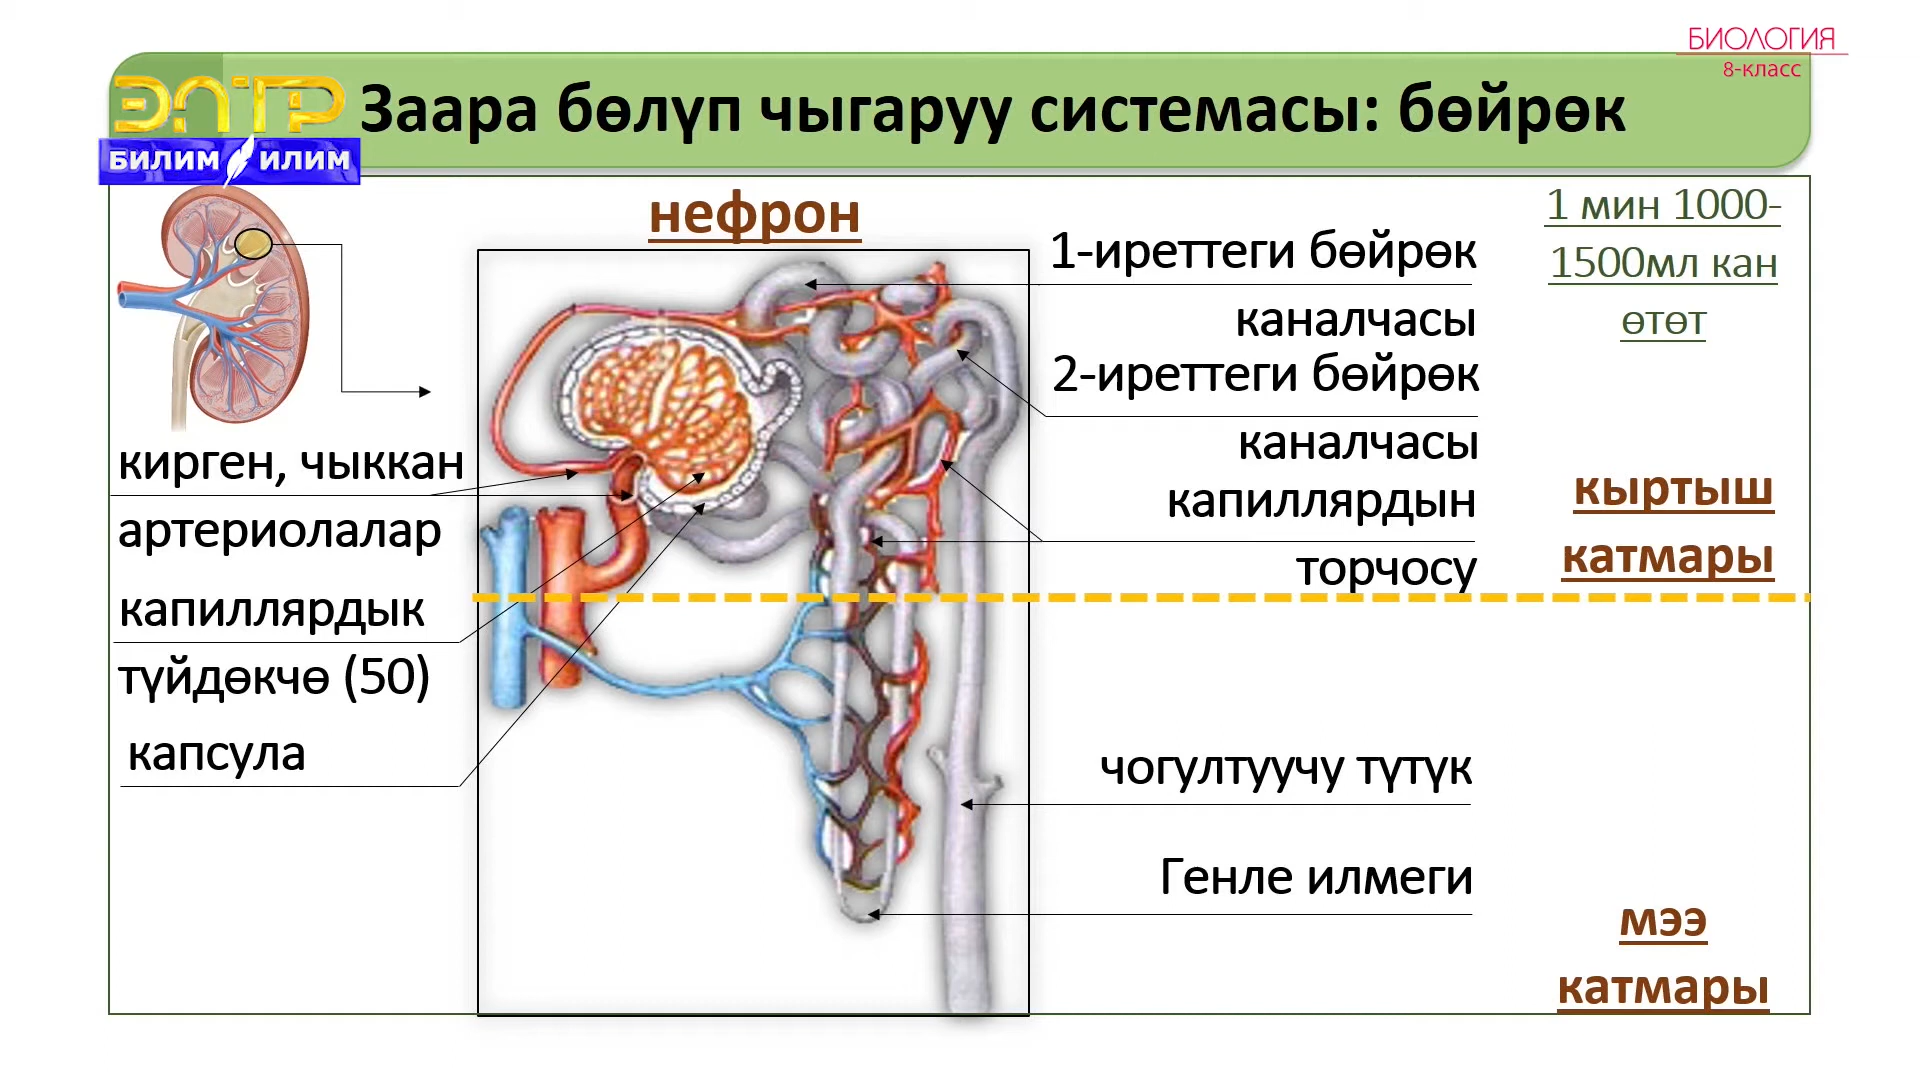 БИОЛОГИЯ
8-класс
ЭЛТР
БИЛИМ ИЛИМ
Заара бөлүп чыгаруу системасы: бөйрөк
нефрон
1 мин 1000-
1500мл кан
өтөт
1-иреттеги бөйрөк
каналчасы
2-иреттеги бөйрөк
каналчасы
капиллярдын
торчосу
кирген, чыккан
артериолалар
капиллярдык
түйдөкчө (50)
капсула
кыртыш
катмары
чогултуучу түтүк
Генле илмеги
мээ
катмары